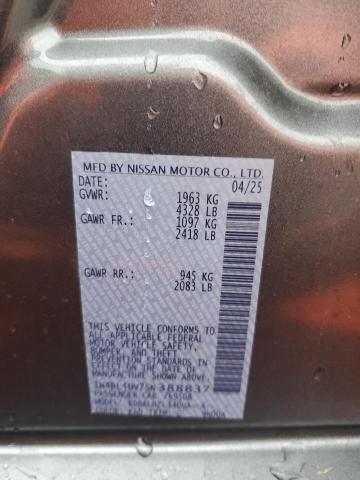 MFD BY NISSAN MOTOR CO., LTD.
DATE: 04/25
GVWR: 1963 KG
4328 LB
GAWR FR: 1097 KG
2418 LB
GAWR RR: 945 KG
2083 LB
THIS VEHICLE CONFORMS
TO ALL APPLICABLE FEDERAL
MOTOR VEHICLE SAFETY,
BUMPER, AND THEFT
PREVENTION STANDARDS
IN EFFECT ON THE DATE OF
MANUFACTURE SHOWN ABOVE.
388837
PASSENGER CAR
MODEL: